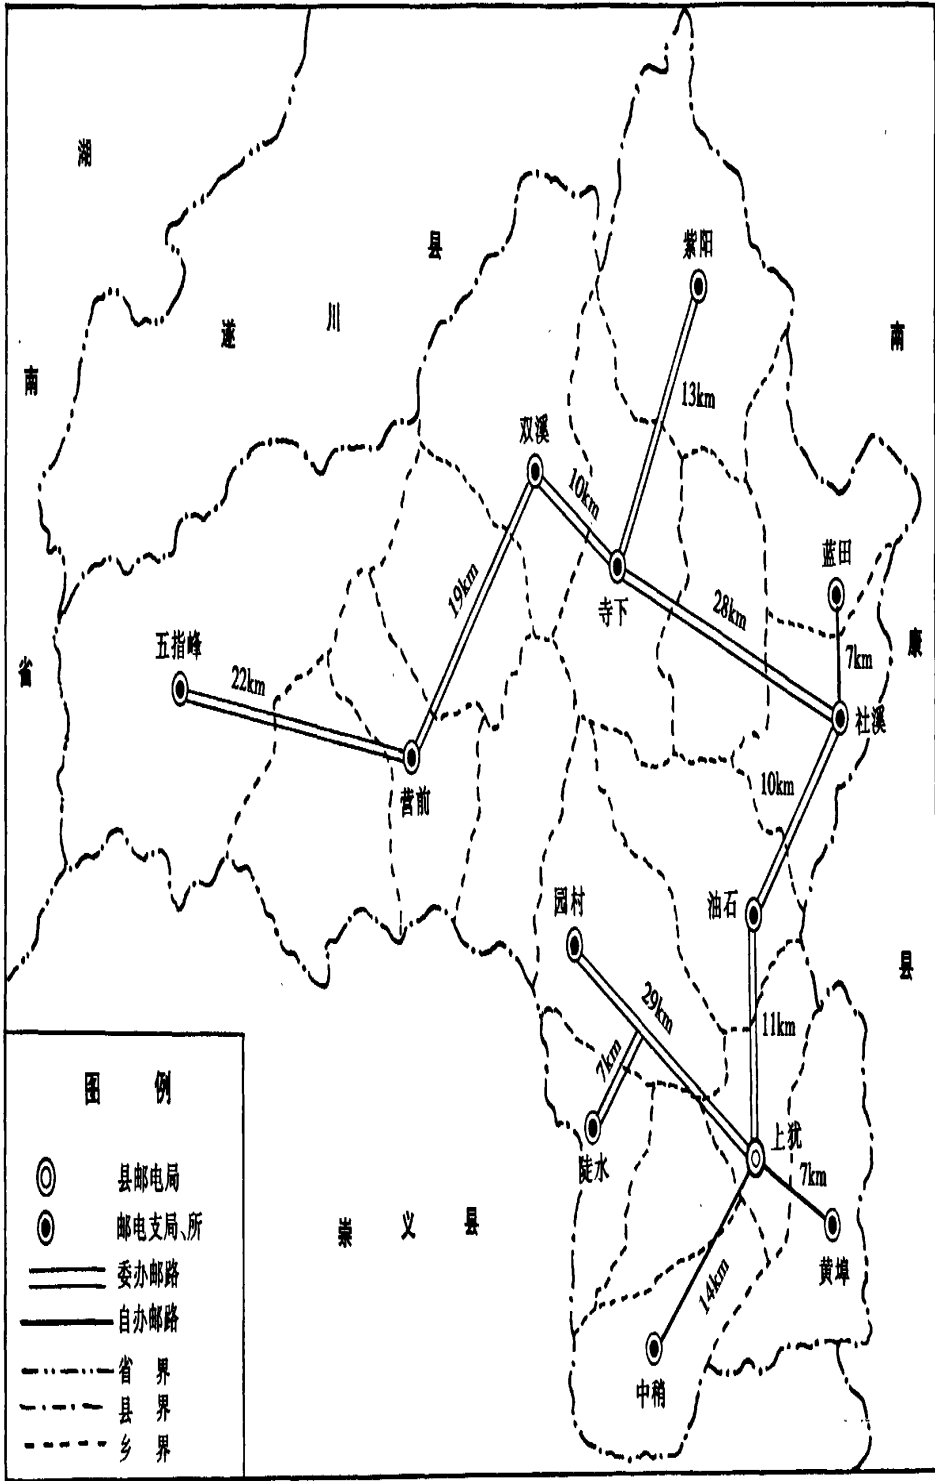 湖
南
省
遂
川
县
南
康
县
崇
义
县
紫阳
13km
双溪
10km
19km
寺下
28km
蓝田
7km
社溪
五指峰
22km
营前
10km
油石
园村
29km
11km
7km
陡水
上犹
7km
黄埠
14km
中稍
图 例
县邮电局
邮电支局、所
委办邮路
自办邮路
省 界
县 界
乡 界